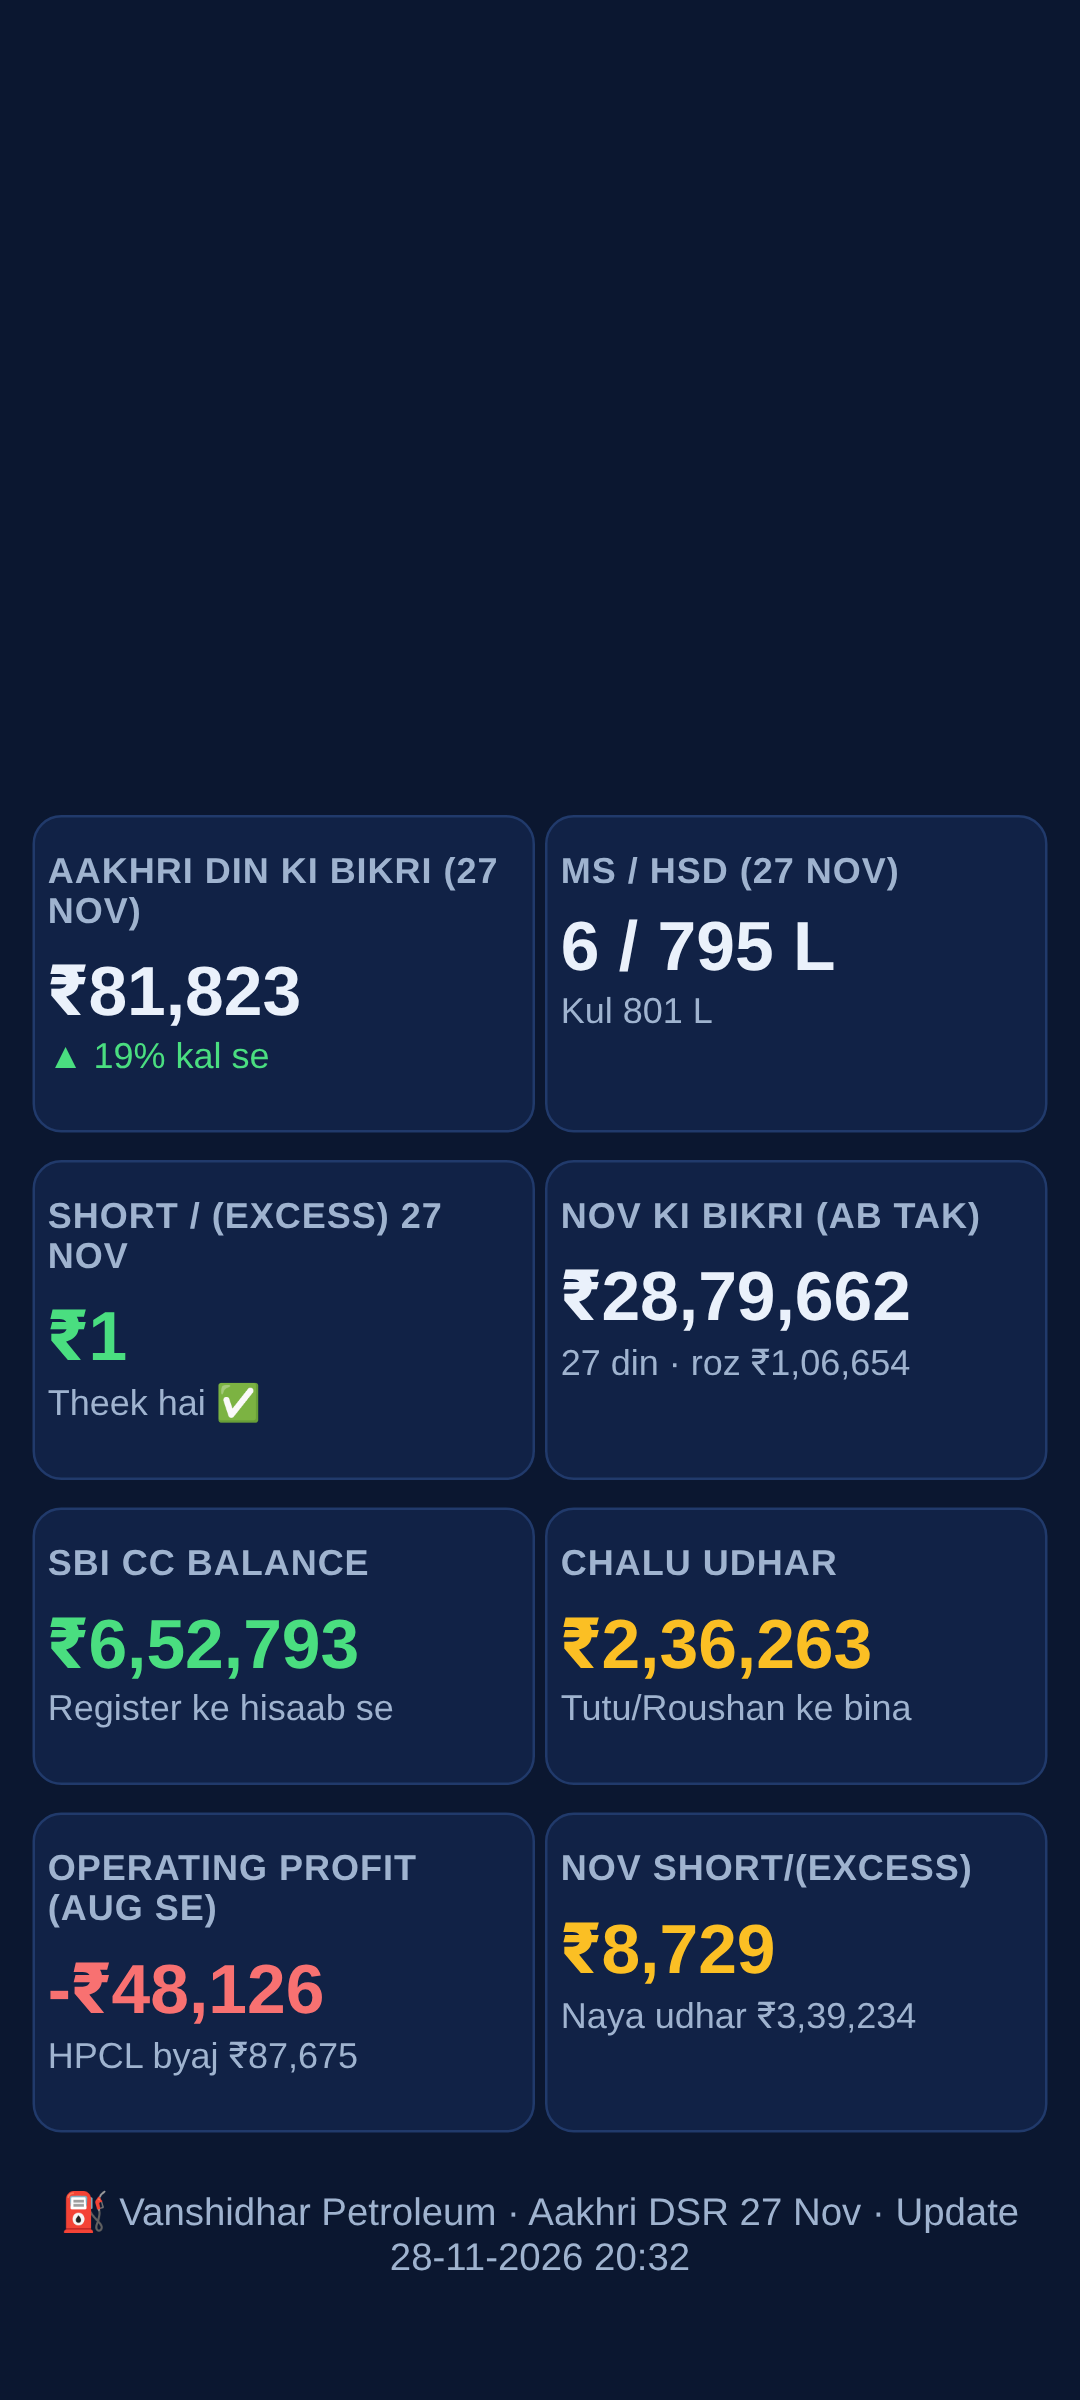 AAKHRI DIN KI BIKRI (27
NOV)
₹81,823
▲ 19% kal se
MS / HSD (27 NOV)
6 / 795 L
Kul 801 L
SHORT / (EXCESS) 27
NOV
₹1
Theek hai ✅
NOV KI BIKRI (AB TAK)
₹28,79,662
27 din · roz ₹1,06,654
SBI CC BALANCE
₹6,52,793
Register ke hisaab se
CHALU UDHAR
₹2,36,263
Tutu/Roushan ke bina
OPERATING PROFIT
(AUG SE)
-₹48,126
HPCL byaj ₹87,675
NOV SHORT/(EXCESS)
₹8,729
Naya udhar ₹3,39,234
⛽ Vanshidhar Petroleum · Aakhri DSR 27 Nov · Update
28-11-2026 20:32